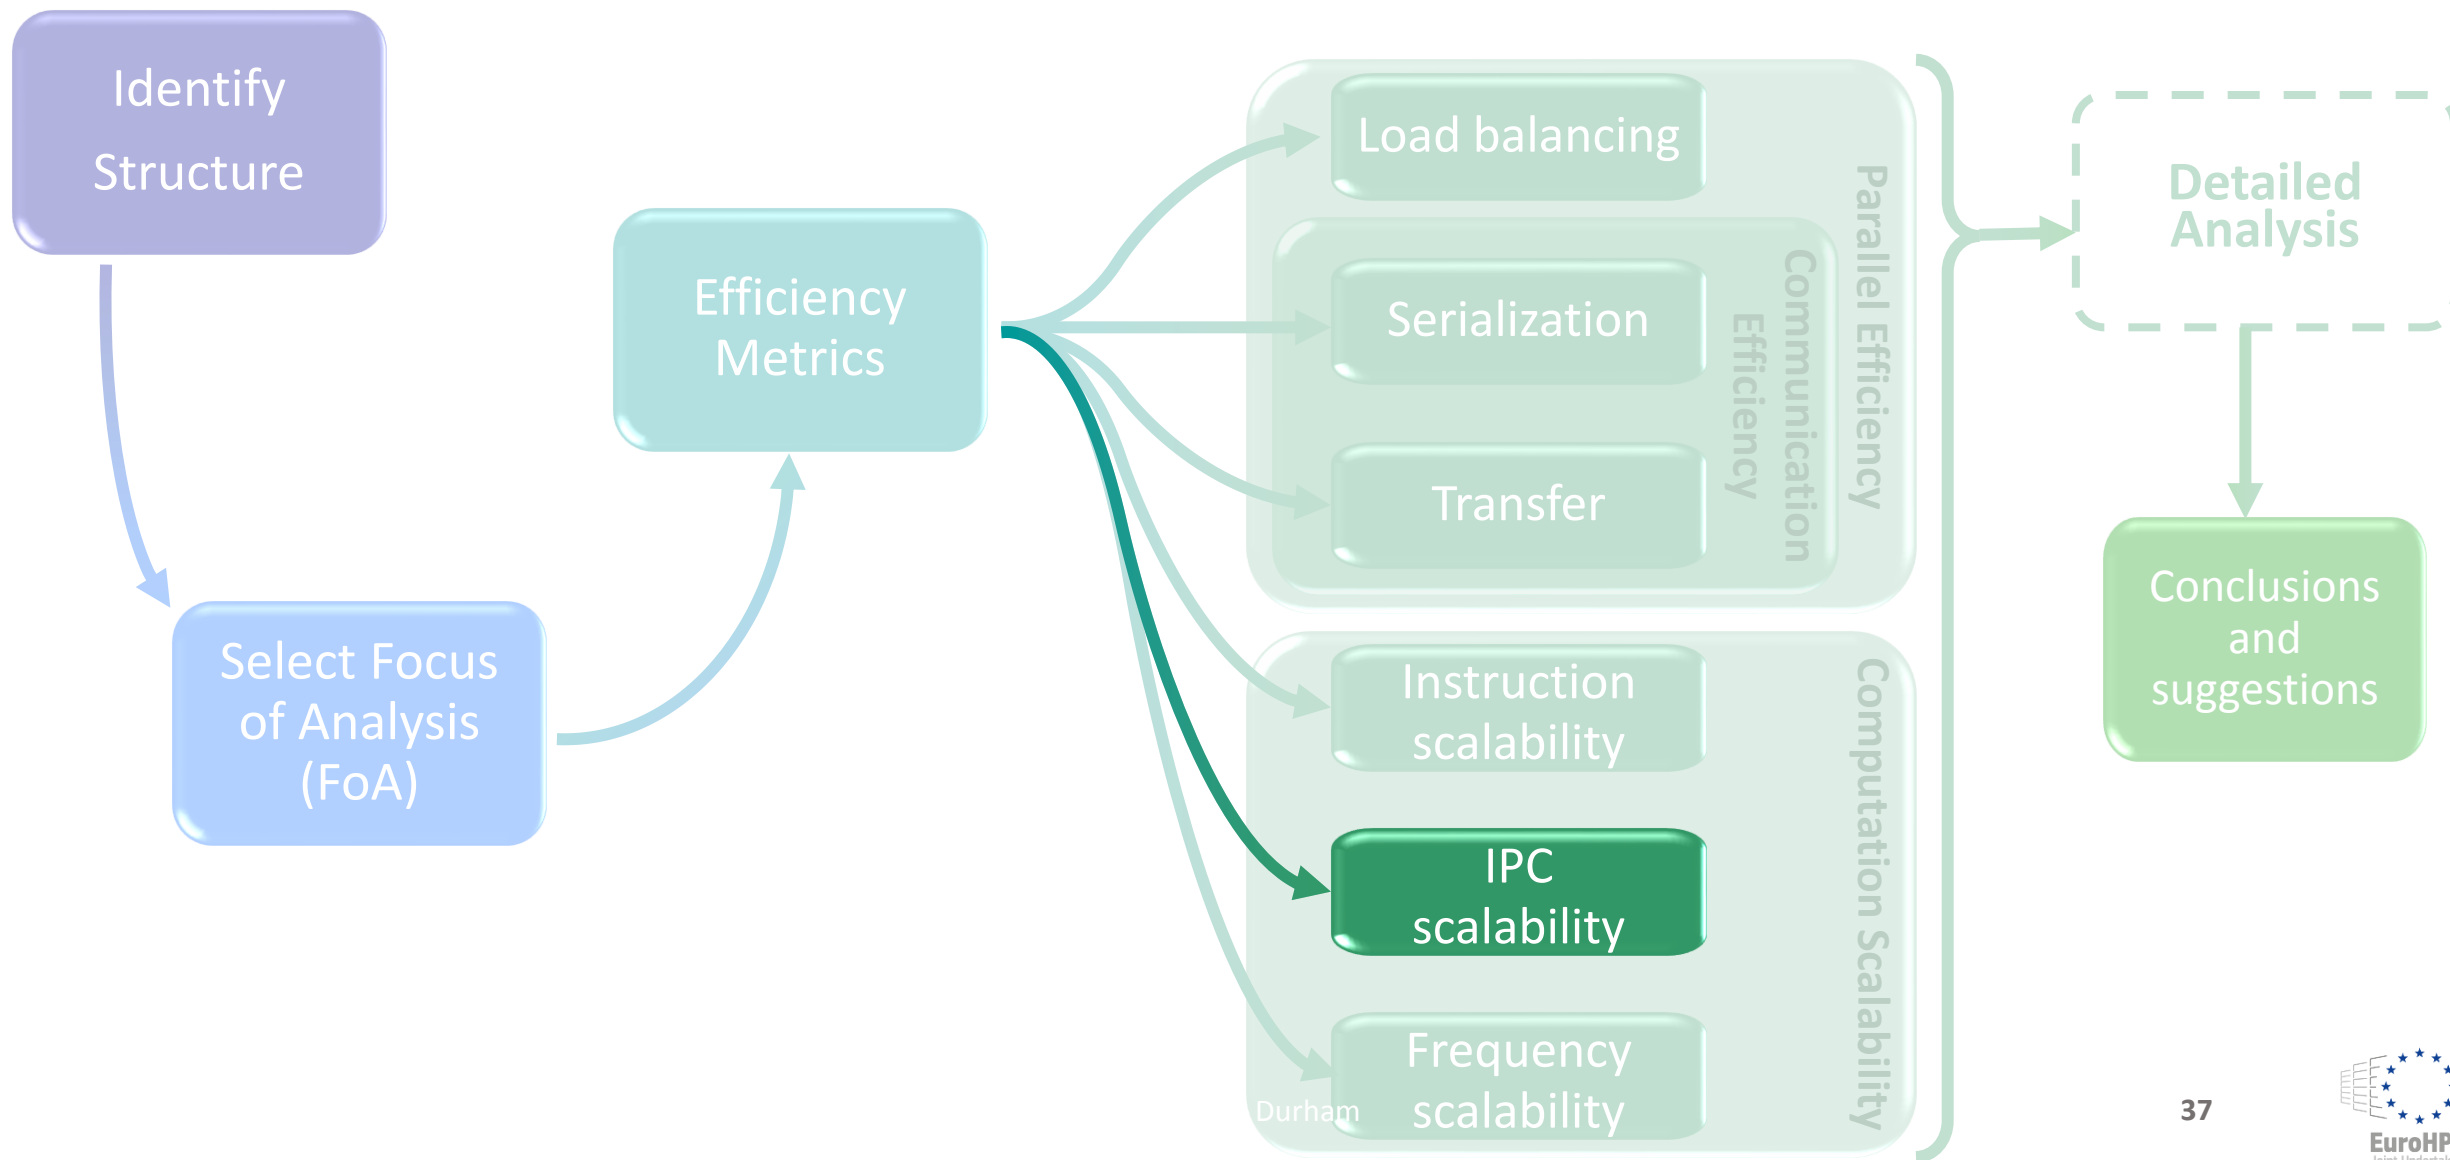 Identify
Structure
Select Focus
of Analysis
(FoA)
Efficiency
Metrics
Load balancing
Serialization
Transfer
Communication
Efficiency
Parallel Efficiency
Instruction
scalability
IPC
scalability
Frequency
scalability
Computation Scalability
Durham
Detailed
Analysis
Conclusions
and
suggestions
37
EuroHP